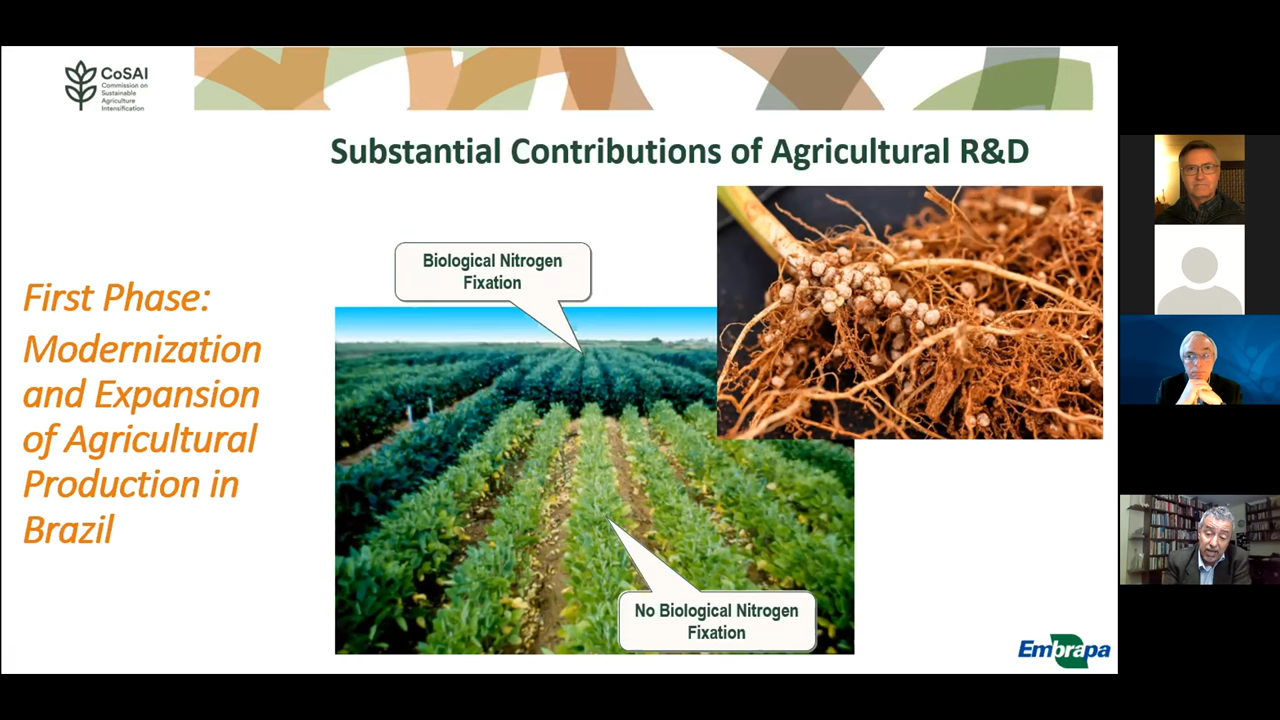 CoSAI
Commission on
Sustainable
Agriculture
Intensification
Substantial Contributions of Agricultural R&D
First Phase:
Modernization
and Expansion
of Agricultural
Production in
Brazil
Biological Nitrogen
Fixation
No Biological Nitrogen
Fixation
Embrapa